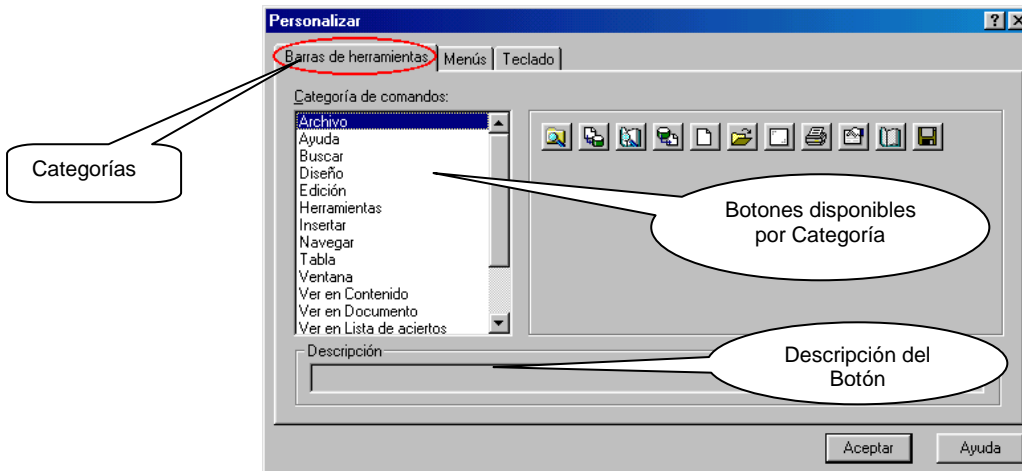 Personalizar
Barras de herramientas Menús Teclado
Categoría de comandos:
Archivo
Ayuda
Buscar
Diseño
Edición
Herramientas
Insertar
Navegar
Tabla
Ventana
Ver en Contenido
Ver en Documento
Ver en Lista de aciertos
Categorías
Botones disponibles
por Categoría
Descripción
Descripción del
Botón
Aceptar Ayuda